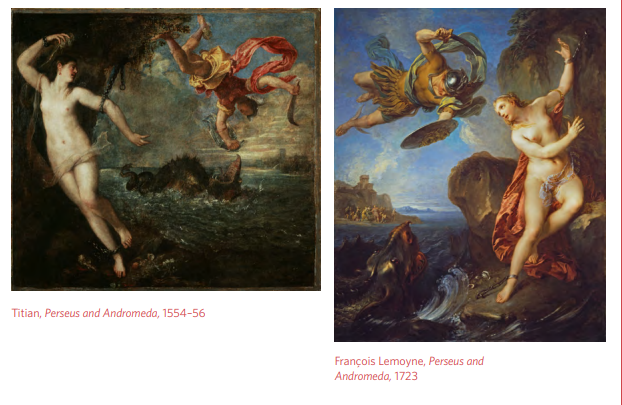 Titian, Perseus and Andromeda, 1554–56
François Lemoyne, Perseus and
Andromeda, 1723